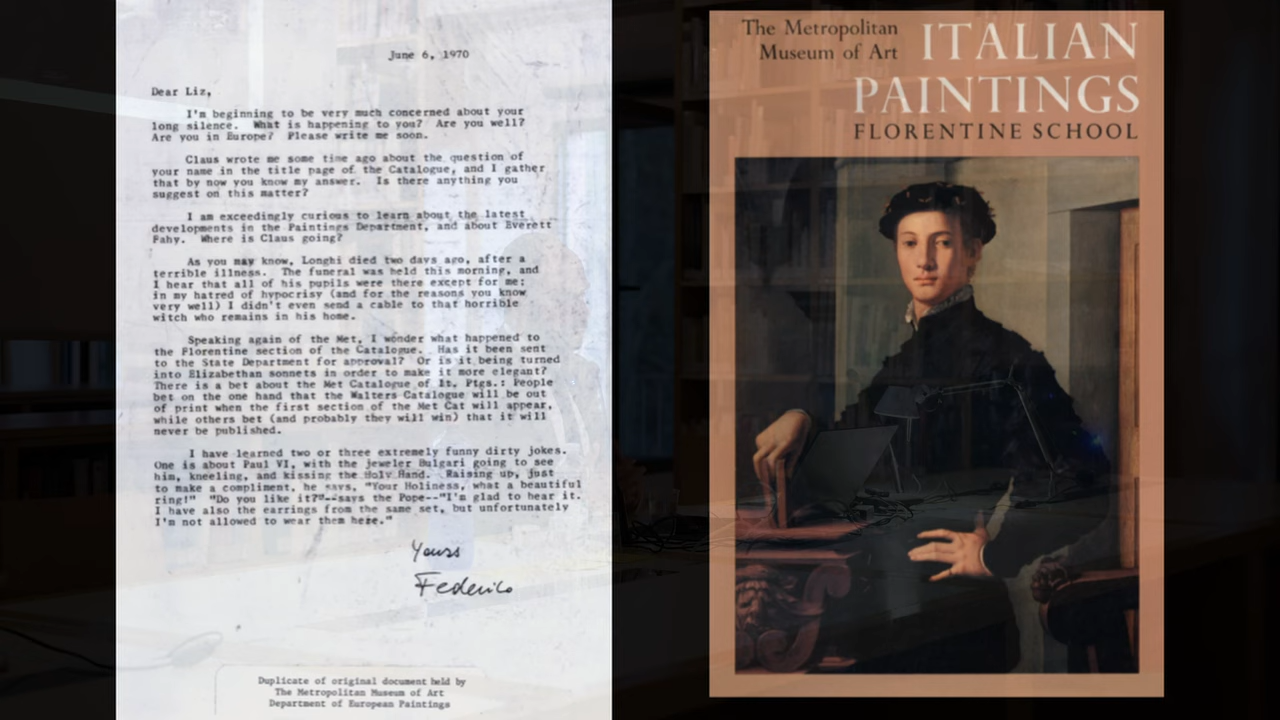 June 6, 1970
Dear Liz,
I'm beginning to be very much concerned about your
long silence. What is happening to you? Are you well?
Are you in Europe? Please write me soon.
Claus wrote me some time ago about the question of
your name in the title page of the Catalogue, and I gather
that by now you know my answer. Is there anything you
suggest on this matter?
I am exceedingly curious to learn about the latest
developments in the Paintings Department, and about Everett
Fahy. Where is Claus going?
As you may know, Longhi died two days ago, after a
terrible illness. The funeral was held this morning, and
I hear that all of his pupils were there except for me;
in my hatred of hypocrisy (and for the reasons you know
very well) I didn't even send a cable to that horrible
witch who remains in his home.
Speaking again of the Met, I wonder what happened to
the Florentine section of the Catalogue. Has it been sent
to the State Department for approval? Or is it being turned
into Elizabethan sonnets in order to make it more elegant?
There is a bet about the Met Catalogue of It. Ptgs.: People
bet on the one hand that the Walters Catalogue will be out
of print when the first section of the Met Cat will appear,
while others bet (and probably they will win) that it will
never be published.
I have learned two or three extremely funny dirty jokes.
One is about Paul VI, with the jeweler Bulgari going to see
him, kneeling, and kissing the Holy Hand. Raising up, just
to make a compliment, he says, "Your Holiness, what a beautiful
ring!" "Do you like it?"--says the Pope--"I'm glad to hear it.
I have also the earrings from the same set, but unfortunately
I'm not allowed to wear them here."
Yours
Federico
Duplicate of original document held by
The Metropolitan Museum of Art
Department of European Paintings
The Metropolitan
Museum of Art
ITALIAN
PAINTINGS
FLORENTINE SCHOOL